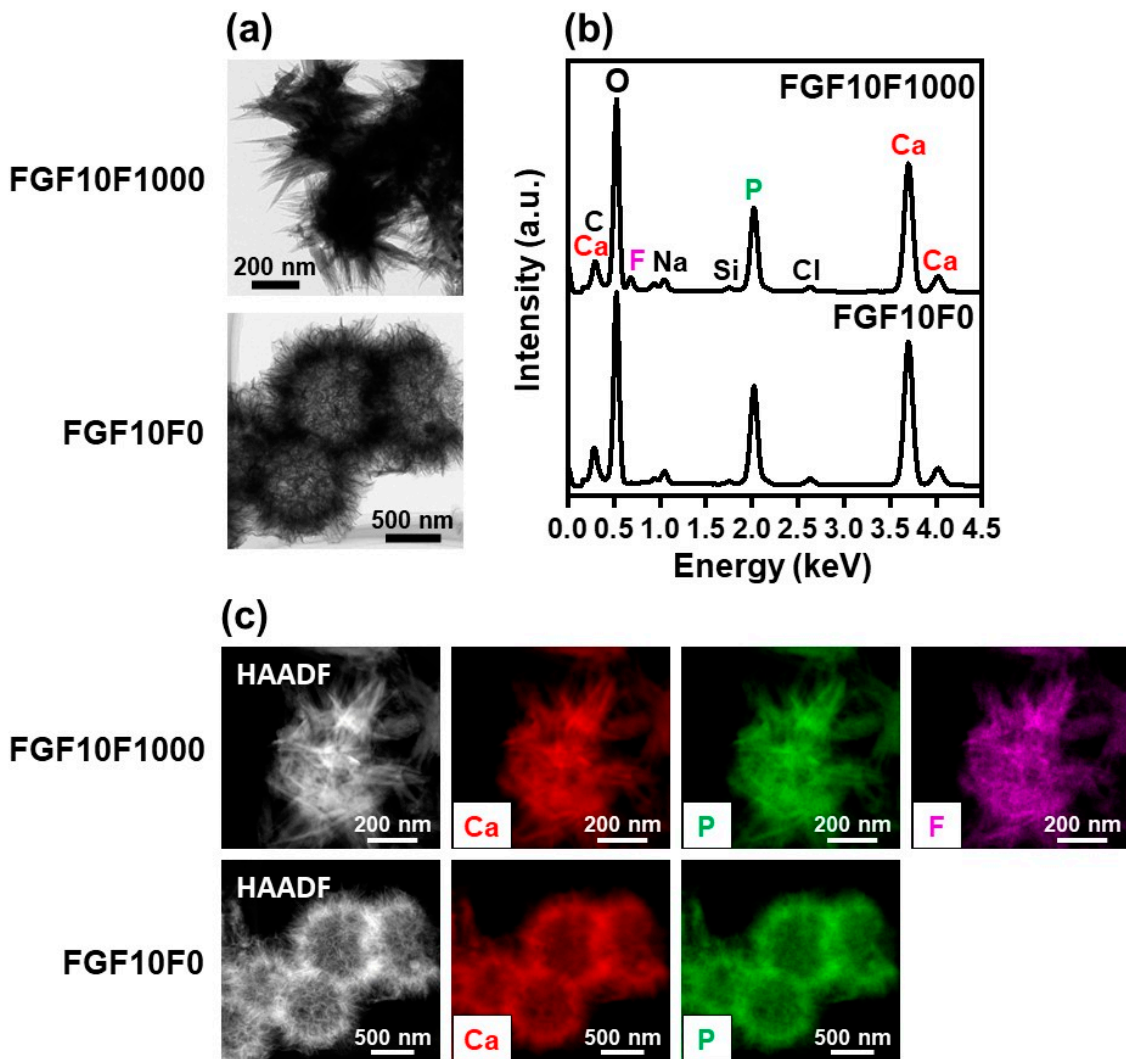 (a)
(b)
FGF10F1000
200 nm
FGF10F0
500 nm
Intensity (a.u.)
O
FGF10F1000
Ca
P
C
Ca
F
Na
Si
Cl
Ca
FGF10F0
0.0 0.5 1.0 1.5 2.0 2.5 3.0 3.5 4.0 4.5
Energy (keV)
(c)
FGF10F1000
HAADF
200 nm
Ca
200 nm
P
200 nm
F
200 nm
FGF10F0
HAADF
500 nm
Ca
500 nm
P
500 nm